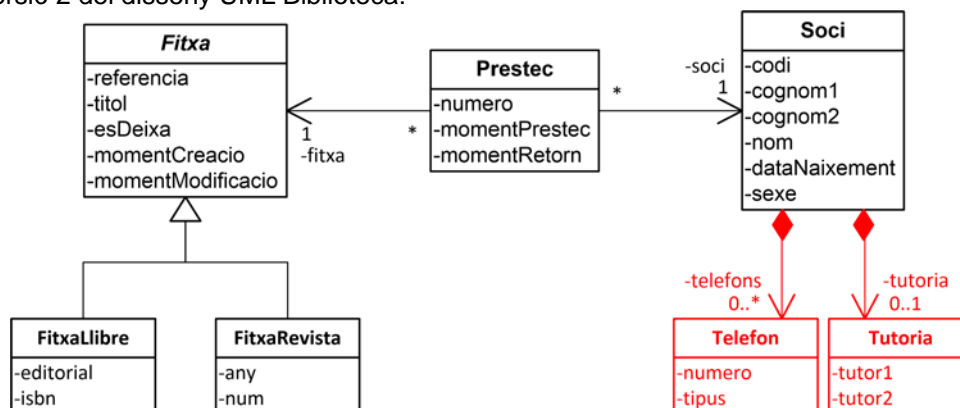 Versió 2 del disseny UML Biblioteca:
Fitxa
-referencia
-titol
-esDeixa
-momentCreacio
-momentModificacio
1
-fitxa
*
Prestec
-numero
-momentPrestec
-momentRetorn
*
-soci
1
Soci
-codi
-cognom1
-cognom2
-nom
-dataNaixement
-sexe
-telefons
0..*
-tutoria
0..1
FitxaLlibre
-editorial
-isbn
FitxaRevista
-any
-num
Telefon
-numero
-tipus
Tutoria
-tutor1
-tutor2